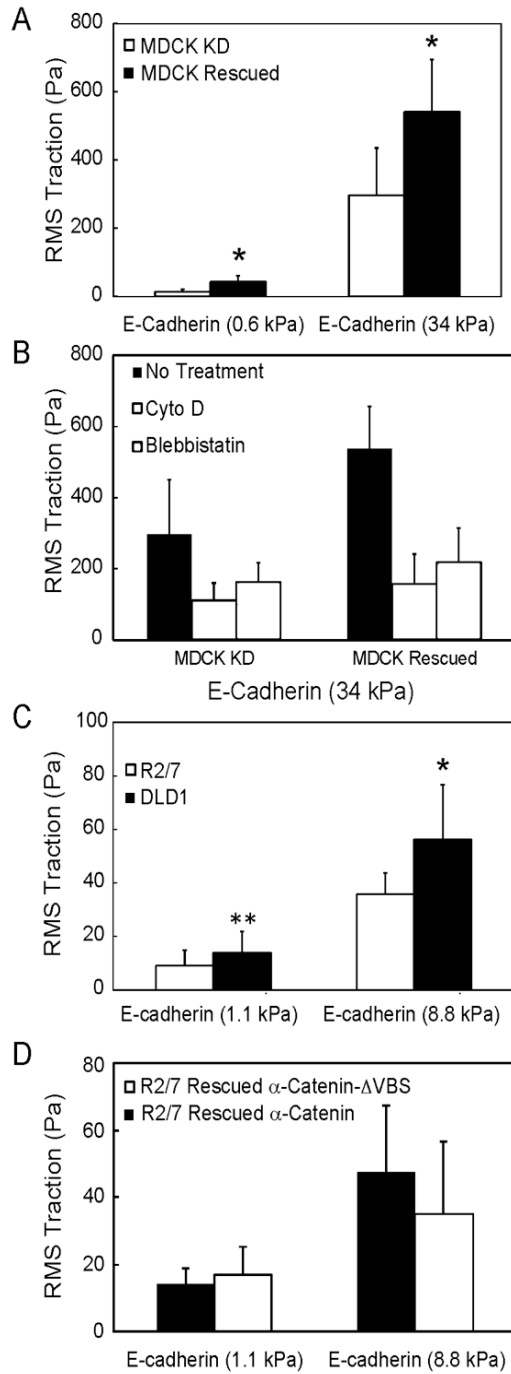 A
800
600
400
200
0
RMS Traction (Pa)
MDCK KD
MDCK Rescued
*
*
E-Cadherin (0.6 kPa) E-Cadherin (34 kPa)
B
800
600
400
200
0
RMS Traction (Pa)
No Treatment
Cyto D
Blebbistatin
MDCK KD MDCK Rescued
E-Cadherin (34 kPa)
C
100
80
60
40
20
0
RMS Traction (Pa)
R2/7
DLD1
**
*
E-cadherin (1.1 kPa) E-cadherin (8.8 kPa)
D
80
60
40
20
0
RMS Traction (Pa)
R2/7 Rescued α-Catenin-ΔVBS
R2/7 Rescued α-Catenin
E-cadherin (1.1 kPa) E-cadherin (8.8 kPa)